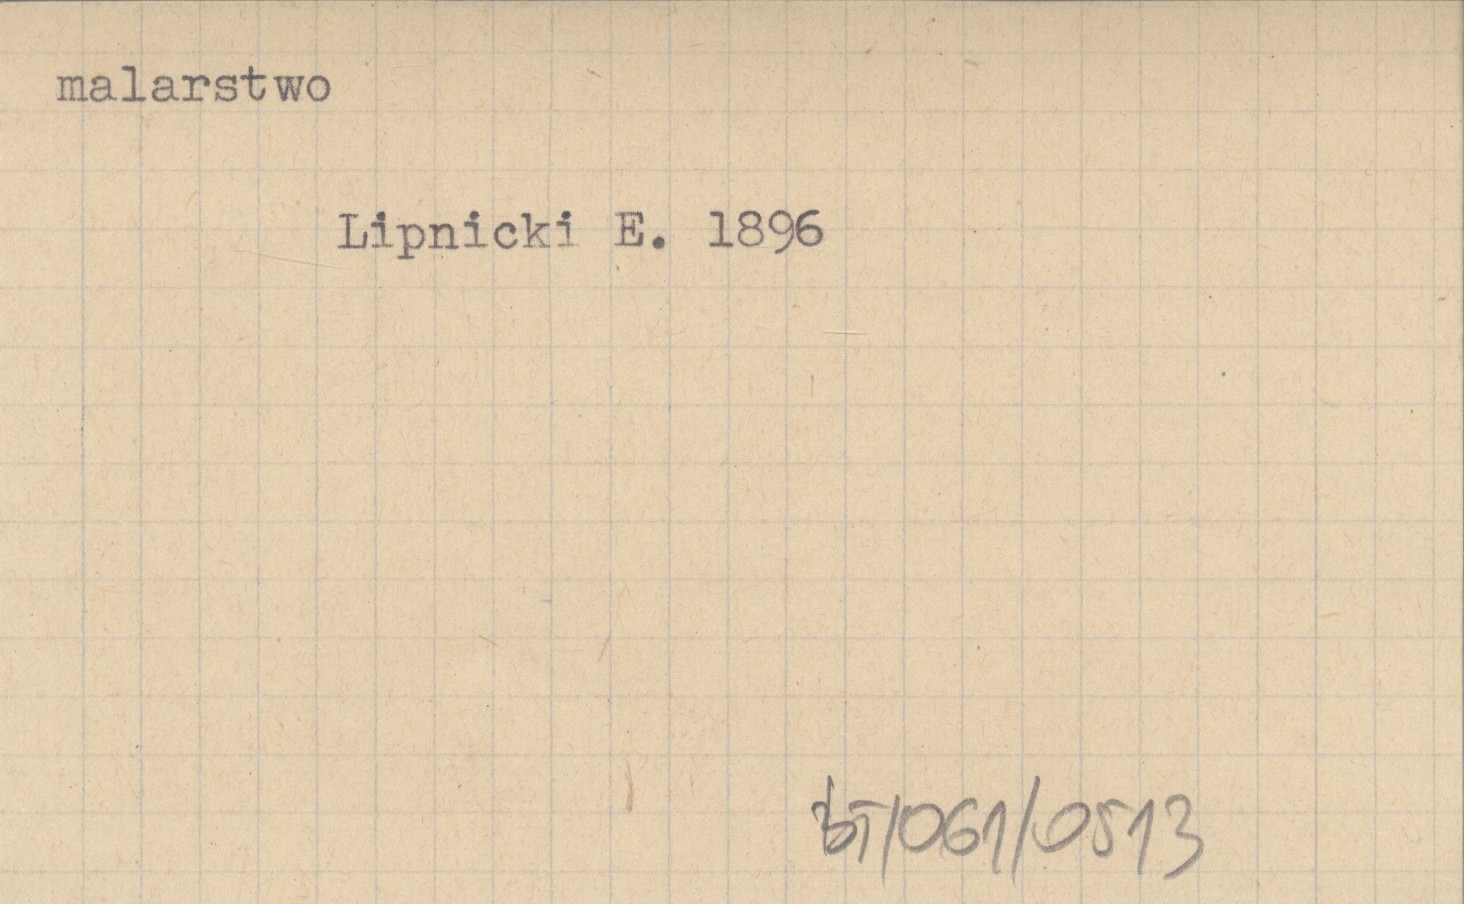 malarstwo
Lipnicki E. 1896
BT/061/0513